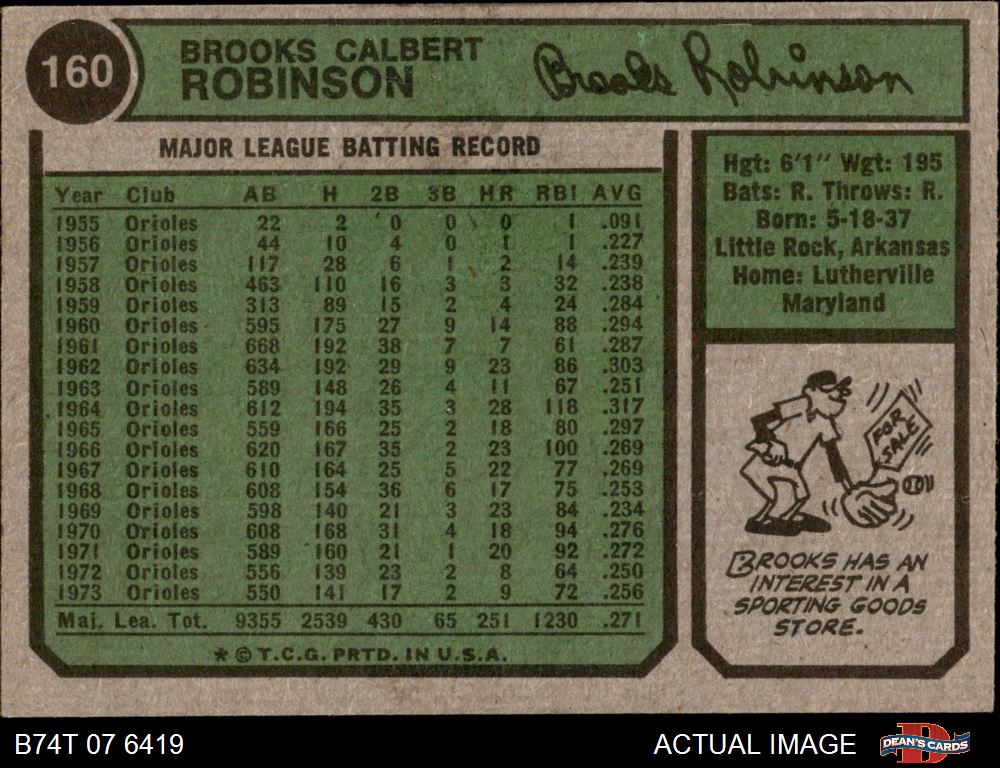 160
BROOKS CALBERT
ROBINSON
Brooks Robinson
MAJOR LEAGUE BATTING RECORD
Year Club AB H 2B 3B HR RBI AVG
1955 Orioles 22 2 0 0 0 1 .091
1956 Orioles 44 10 4 0 1 1 .227
1957 Orioles 117 28 6 1 2 14 .239
1958 Orioles 463 110 16 3 3 32 .238
1959 Orioles 313 89 15 2 4 24 .284
1960 Orioles 595 175 27 9 14 88 .294
1961 Orioles 668 192 38 7 7 61 .287
1962 Orioles 634 192 29 9 23 86 .303
1963 Orioles 589 148 26 4 11 67 .251
1964 Orioles 612 194 35 3 28 118 .317
1965 Orioles 559 166 25 2 18 80 .297
1966 Orioles 620 167 35 2 23 100 .269
1967 Orioles 610 164 25 5 22 77 .269
1968 Orioles 608 154 36 6 17 75 .253
1969 Orioles 598 140 21 3 23 84 .234
1970 Orioles 608 168 31 4 18 94 .276
1971 Orioles 589 160 21 1 20 92 .272
1972 Orioles 556 139 23 2 8 64 .250
1973 Orioles 550 141 17 2 9 72 .256
Maj. Lea. Tot. 9355 2539 430 65 251 1230 .271
* © T.C.G. PRTD. IN U.S.A.
Hgt: 6'1" Wgt: 195
Bats: R. Throws: R.
Born: 5-18-37
Little Rock, Arkansas
Home: Lutherville
Maryland
FOR
SALE
BROOKS HAS AN
INTEREST IN A
SPORTING GOODS
STORE.
B74T 07 6419
ACTUAL IMAGE
DEAN'S CARDS